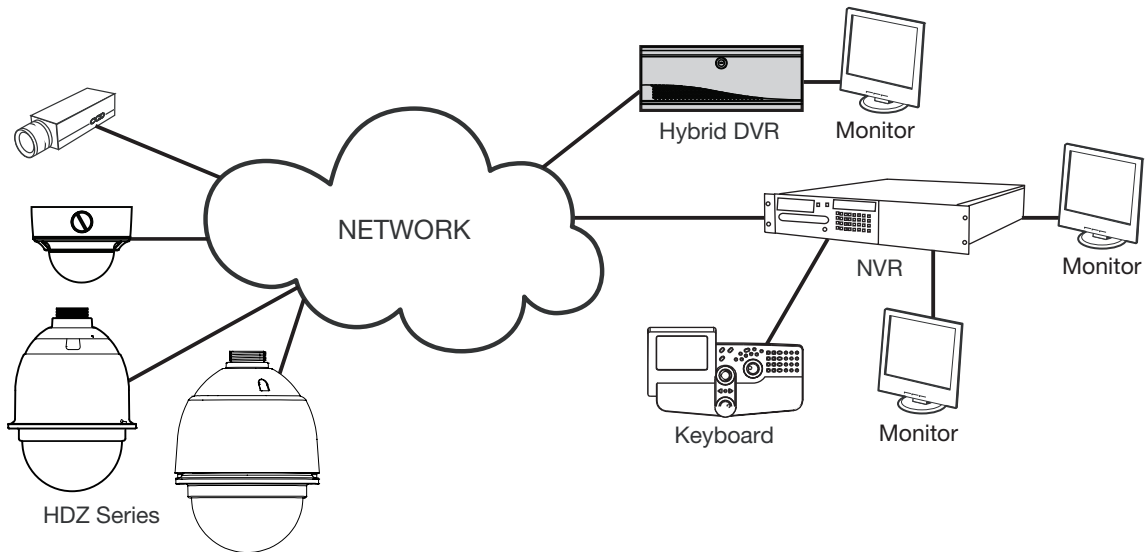 Hybrid DVR
Monitor
NETWORK
NVR
Monitor
Keyboard
Monitor
HDZ Series